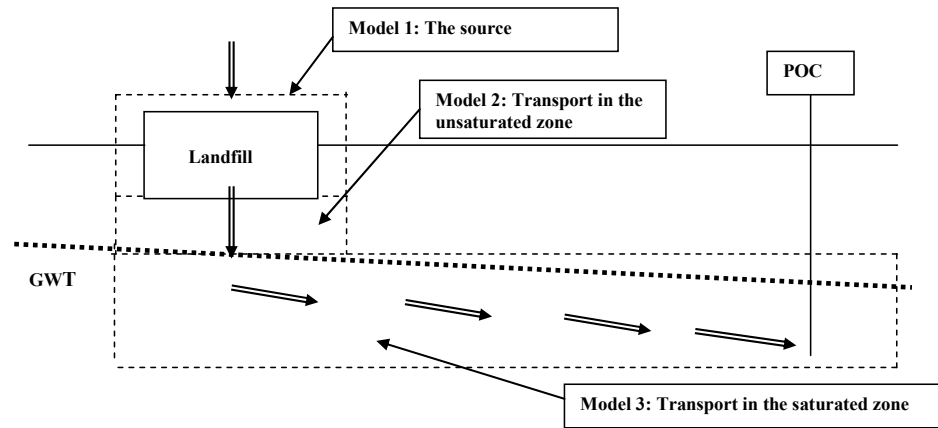 Model 1: The source
POC
Model 2: Transport in the
unsaturated zone
Landfill
GWT
Model 3: Transport in the saturated zone